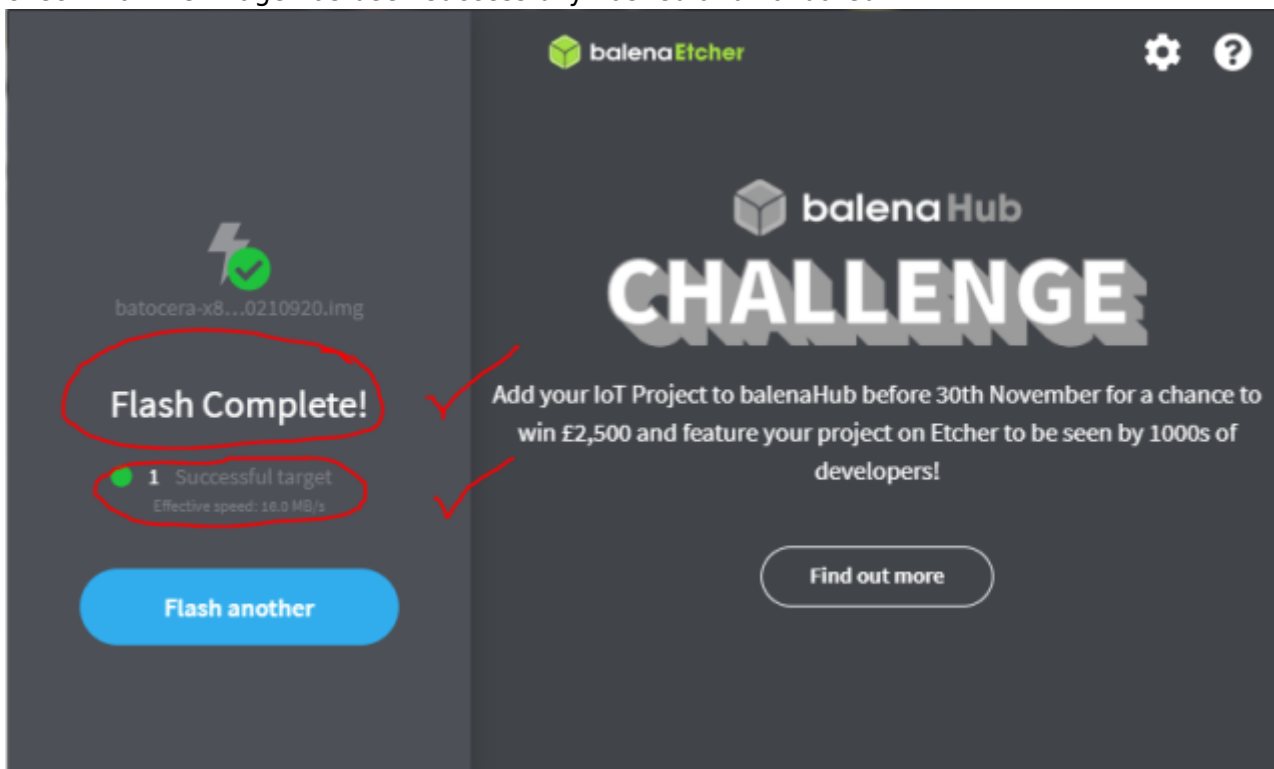 balenaEtcher
batocera-x8...0210920.img
Flash Complete!
1 Successful target
Effective speed: 16.0 MB/s
Flash another
balenaHub
CHALLENGE
Add your IoT Project to balenaHub before 30th November for a chance to
win £2,500 and feature your project on Etcher to be seen by 1000s of
developers!
Find out more